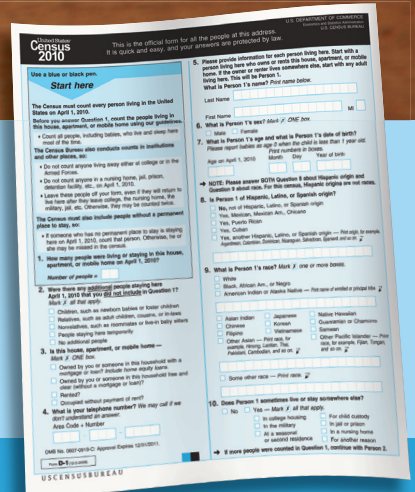 United States
Census
2010
This is the official form for all the people at this address.
It is quick and easy, and your answers are protected by law.
U.S. DEPARTMENT OF COMMERCE
Economics and Statistics Administration
U.S. CENSUS BUREAU
Use a blue or black pen.
Start here
The Census must count every person living in the United
States on April 1, 2010.
Before you answer Question 1, count the people living in
this house, apartment, or mobile home using our guidelines.
• Count all people, including babies, who live and sleep here
most of the time.
The Census Bureau also conducts counts in institutions
and other places, so:
• Do not count anyone living away either at college or in the
Armed Forces.
• Do not count anyone in a nursing home, jail, prison,
detention facility, etc., on April 1, 2010.
• Leave these people off your form, even if they will return to
live here after they leave college, the nursing home, the
military, jail, etc. Otherwise, they may be counted twice.
The Census must also include people without a permanent
place to stay, so:
• If someone who has no permanent place to stay is staying
here on April 1, 2010, count that person. Otherwise, he or
she may be missed in the census.
1. How many people were living or staying in this house,
apartment, or mobile home on April 1, 2010?
Number of people =
2. Were there any additional people staying here
April 1, 2010 that you did not include in Question 1?
Mark X all that apply.
Children, such as newborn babies or foster children
Relatives, such as adult children, cousins, or in-laws
Nonrelatives, such as roommates or live-in baby sitters
People staying here temporarily
No additional people
3. Is this house, apartment, or mobile home —
Mark X ONE box.
Owned by you or someone in this household with a
mortgage or loan? Include home equity loans.
Owned by you or someone in this household free and
clear (without a mortgage or loan)?
Rented?
Occupied without payment of rent?
4. What is your telephone number? We may call if we
don't understand an answer.
Area Code + Number
OMB No. 0607-0919-C: Approval Expires 12/31/2011.
Form D-1
USCENSUSBUREAU
5. Please provide information for each person living here. Start with a
person living here who owns or rents this house, apartment, or mobile
home. If the owner or renter lives somewhere else, start with any adult
living here. This will be Person 1.
What is Person 1's name? Print name below.
Last Name
First Name
MI
6. What is Person 1's sex? Mark X ONE box.
Male
Female
7. What is Person 1's age and what is Person 1's date of birth?
Please report babies as age 0 when the child is less than 1 year old.
Print numbers in boxes.
Age on April 1, 2010
Month
Day
Year of birth
→ NOTE: Please answer BOTH Question 8 about Hispanic origin and
Question 9 about race. For this census, Hispanic origins are not races.
8. Is Person 1 of Hispanic, Latino, or Spanish origin?
No, not of Hispanic, Latino, or Spanish origin
Yes, Mexican, Mexican Am., Chicano
Yes, Puerto Rican
Yes, Cuban
Yes, another Hispanic, Latino, or Spanish origin — Print origin, for example,
Argentinean, Colombian, Dominican, Nicaraguan, Salvadoran, Spaniard, and so on.
9. What is Person 1's race? Mark X one or more boxes.
White
Black, African Am., or Negro
American Indian or Alaska Native — Print name of enrolled or principal tribe.
Asian Indian
Japanese
Native Hawaiian
Chinese
Korean
Guamanian or Chamorro
Filipino
Vietnamese
Samoan
Other Asian — Print race, for
example, Hmong, Laotian, Thai,
Pakistani, Cambodian, and so on.
Other Pacific Islander — Print
race, for example, Fijian, Tongan,
and so on.
Some other race — Print race.
10. Does Person 1 sometimes live or stay somewhere else?
No
Yes — Mark X all that apply.
In college housing
For child custody
In the military
In jail or prison
At a seasonal
or second residence
In a nursing home
For another reason
→ If more people were counted in Question 1, continue with Person 2.